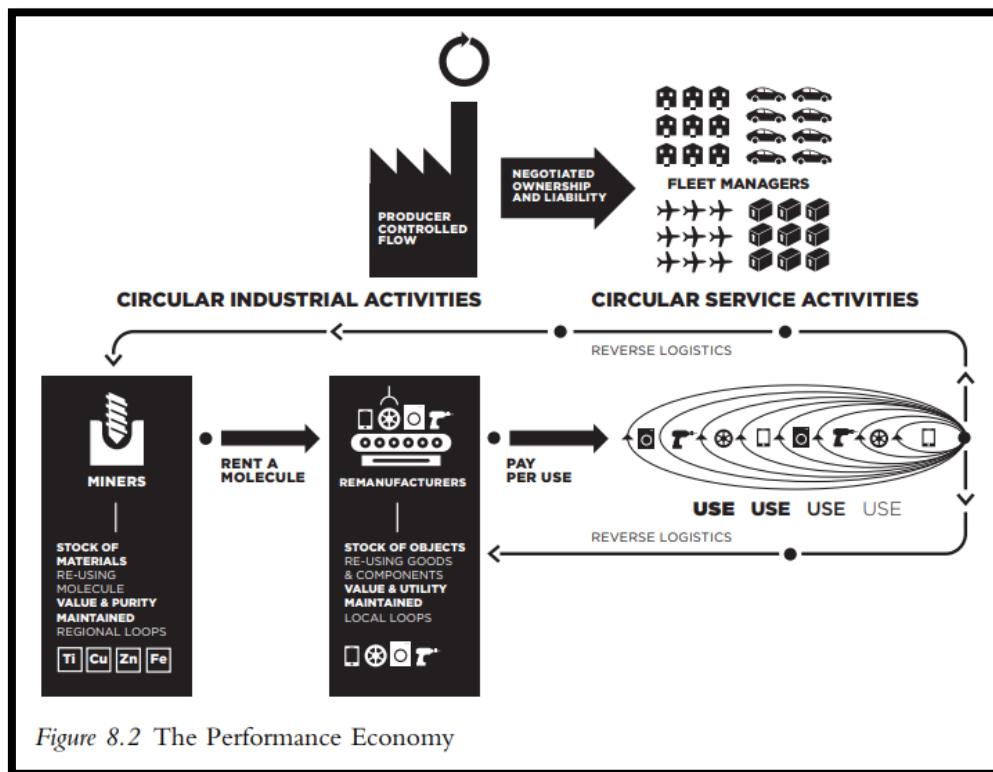 PRODUCER
CONTROLLED
FLOW
NEGOTIATED
OWNERSHIP
AND LIABILITY
FLEET MANAGERS
CIRCULAR INDUSTRIAL ACTIVITIES
CIRCULAR SERVICE ACTIVITIES
REVERSE LOGISTICS
MINERS
RENT A
MOLECULE
REMANUFACTURERS
PAY
PER USE
USE USE USE USE
REVERSE LOGISTICS
STOCK OF
MATERIALS
RE-USING
MOLECULE
VALUE & PURITY
MAINTAINED
REGIONAL LOOPS
Ti Cu Zn Fe
STOCK OF OBJECTS
RE-USING GOODS
& COMPONENTS
VALUE & UTILITY
MAINTAINED
LOCAL LOOPS
Figure 8.2 The Performance Economy